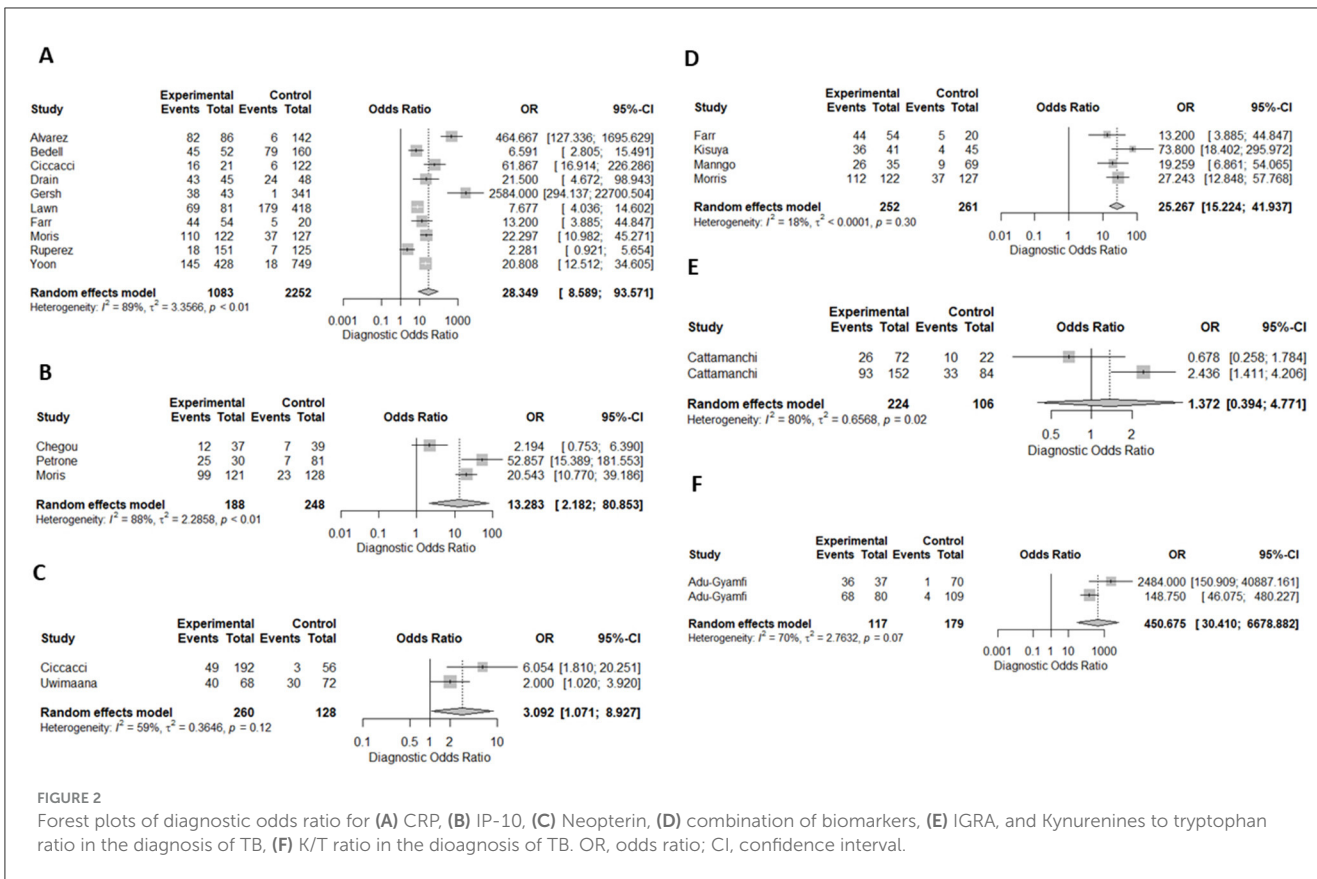 A
Experimental Control
Study Events Total Events Total Odds Ratio OR 95%-CI
Alvarez 82 86 6 142 464.667 [127.336; 1695.629]
Bedell 45 52 79 160 6.591 [ 2.805; 15.491]
Ciccacci 16 21 6 122 61.867 [ 16.914; 226.286]
Drain 43 45 24 48 21.500 [ 4.672; 98.943]
Gersh 38 43 1 341 2584.000 [294.137; 22700.504]
Lawn 69 81 179 418 7.677 [ 4.036; 14.602]
Farr 44 54 5 20 13.200 [ 3.885; 44.847]
Moris 110 122 37 127 22.297 [ 10.982; 45.271]
Ruperez 18 151 7 125 2.281 [ 0.921; 5.654]
Yoon 145 428 18 749 20.808 [ 12.512; 34.605]
Random effects model 1083 2252 28.349 [ 8.589; 93.571]
Heterogeneity: I² = 89%, τ² = 3.3566, p < 0.01
0.001 0.1 1 10 1000
Diagnostic Odds Ratio
B
Experimental Control
Study Events Total Events Total Odds Ratio OR 95%-CI
Chegou 12 37 7 39 2.194 [ 0.753; 6.390]
Petrone 25 30 7 81 52.857 [15.389; 181.553]
Moris 99 121 23 128 20.543 [10.770; 39.186]
Random effects model 188 248 13.283 [ 2.182; 80.853]
Heterogeneity: I² = 88%, τ² = 2.2858, p < 0.01
0.01 0.1 1 10 100
Diagnostic Odds Ratio
C
Experimental Control
Study Events Total Events Total Odds Ratio OR 95%-CI
Ciccacci 49 192 3 56 6.054 [1.810; 20.251]
Uwimaana 40 68 30 72 2.000 [1.020; 3.920]
Random effects model 260 128 3.092 [1.071; 8.927]
Heterogeneity: I² = 59%, τ² = 0.3646, p = 0.12
0.1 0.5 1 2 10
Diagnostic Odds Ratio
D
Experimental Control
Study Events Total Events Total Odds Ratio OR 95%-CI
Farr 44 54 5 20 13.200 [ 3.885; 44.847]
Kisuya 36 41 4 45 73.800 [18.402; 295.972]
Manngo 26 35 9 69 19.259 [ 6.861; 54.065]
Morris 112 122 37 127 27.243 [12.848; 57.768]
Random effects model 252 261 25.267 [15.224; 41.937]
Heterogeneity: I² = 18%, τ² < 0.0001, p = 0.30
0.01 0.1 1 10 100
Diagnostic Odds Ratio
E
Experimental Control
Study Events Total Events Total Odds Ratio OR 95%-CI
Cattamanchi 26 72 10 22 0.678 [0.258; 1.784]
Cattamanchi 93 152 33 84 2.436 [1.411; 4.206]
Random effects model 224 106 1.372 [0.394; 4.771]
Heterogeneity: I² = 80%, τ² = 0.6568, p = 0.02
0.5 1 2
Diagnostic Odds Ratio
F
Experimental Control
Study Events Total Events Total Odds Ratio OR 95%-CI
Adu-Gyamfi 36 37 1 70 2484.000 [150.909; 40887.161]
Adu-Gyamfi 68 80 4 109 148.750 [ 46.075; 480.227]
Random effects model 117 179 450.675 [ 30.410; 6678.882]
Heterogeneity: I² = 70%, τ² = 2.7632, p = 0.07
0.1 10 1000
Diagnostic Odds Ratio
FIGURE 2
Forest plots of diagnostic odds ratio for (A) CRP, (B) IP-10, (C) Neopterin, (D) combination of biomarkers, (E) IGRA, and Kynurenines to tryptophan
ratio in the diagnosis of TB, (F) K/T ratio in the dioagnosis of TB. OR, odds ratio; CI, confidence interval.